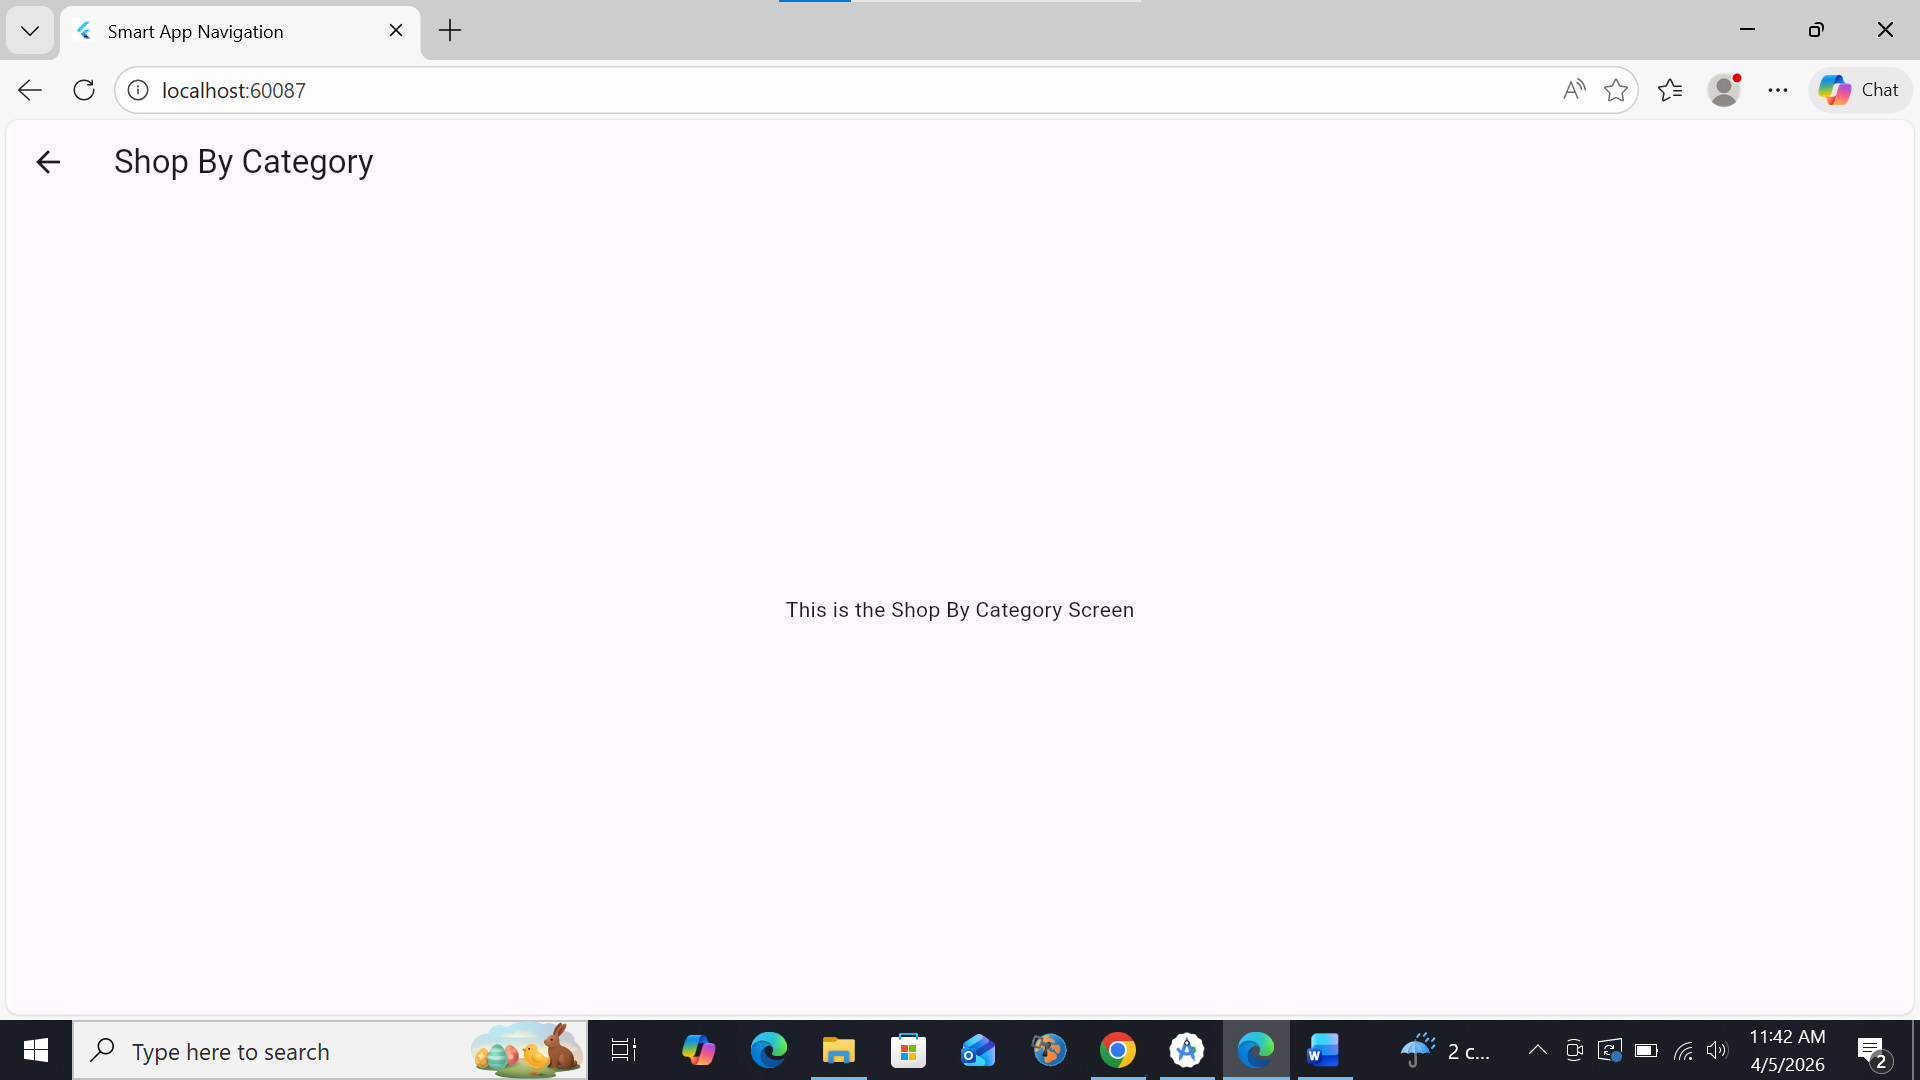 Smart App Navigation
localhost:60087
Chat
Shop By Category
This is the Shop By Category Screen
Type here to search
2 c...
11:42 AM
4/5/2026
2